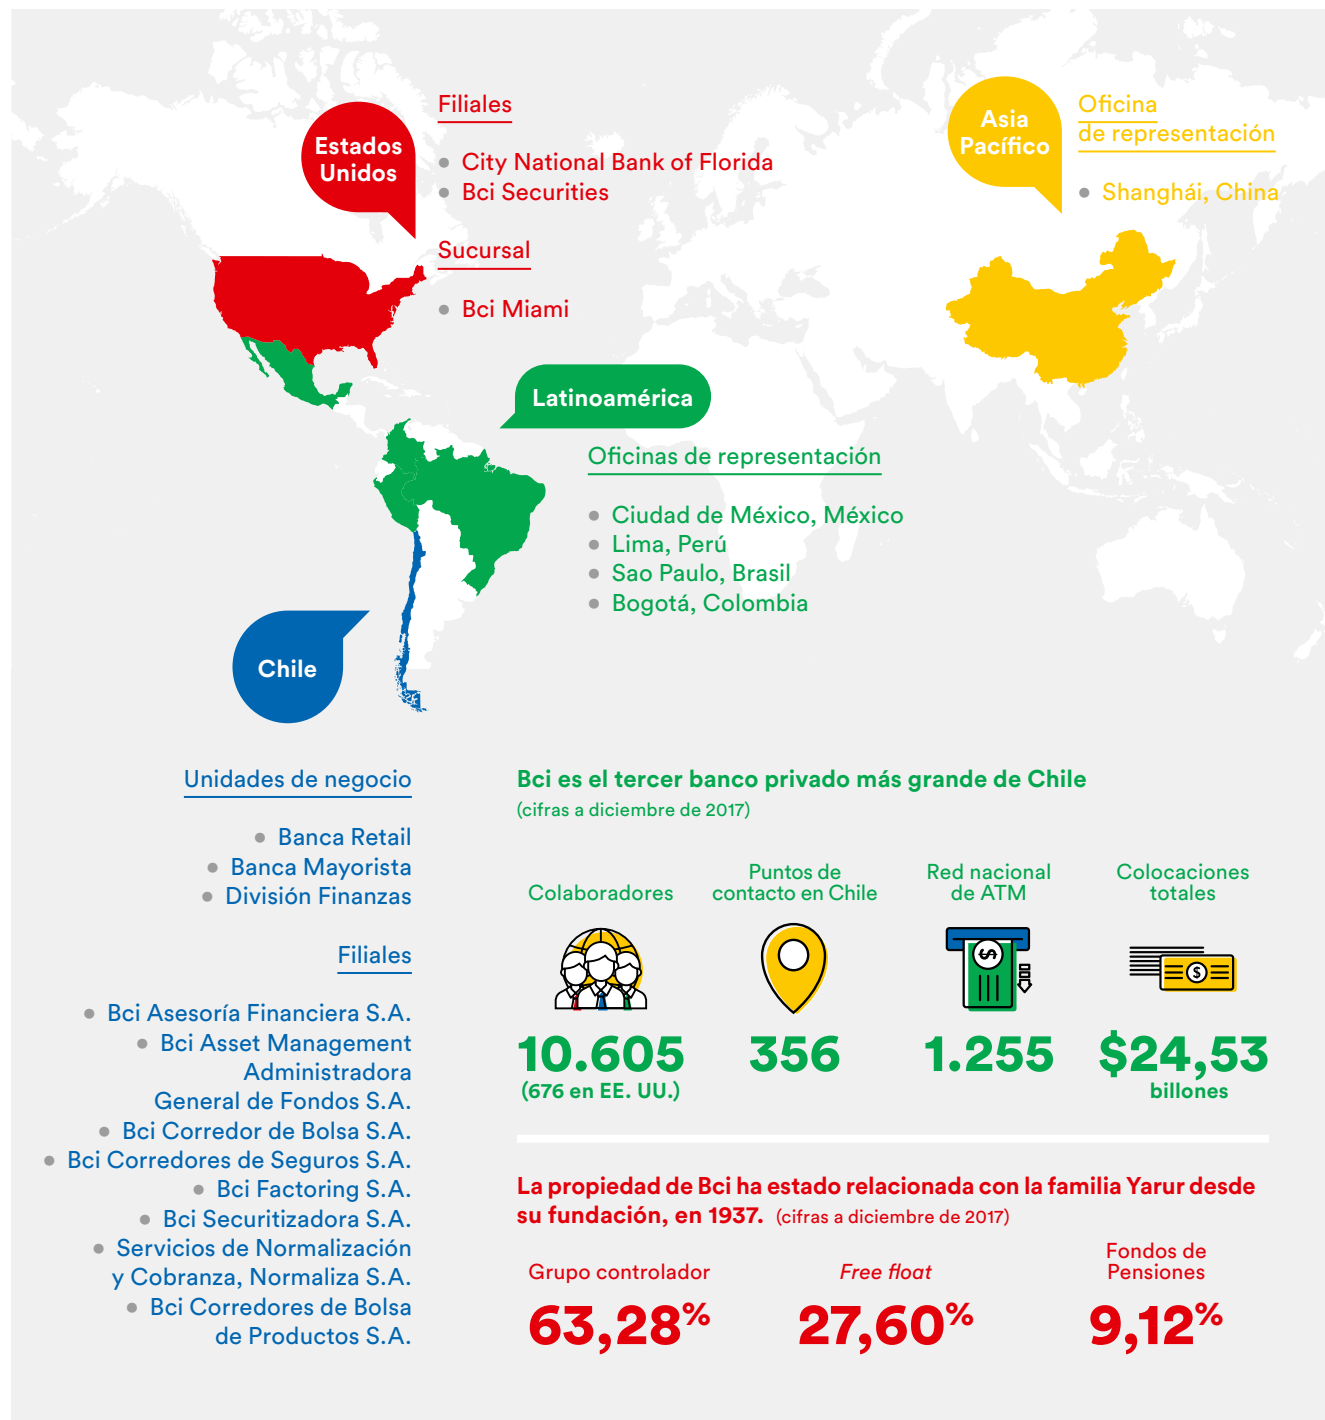 Estados
Unidos
Filiales
City National Bank of Florida
Bci Securities
Sucursal
Bci Miami
Asia
Pacífico
Oficina
de representación
Shanghái, China
Latinoamérica
Oficinas de representación
Ciudad de México, México
Lima, Perú
Sao Paulo, Brasil
Bogotá, Colombia
Chile
Unidades de negocio
Banca Retail
Banca Mayorista
División Finanzas
Filiales
Bci Asesoría Financiera S.A.
Bci Asset Management
Administradora
General de Fondos S.A.
Bci Corredor de Bolsa S.A.
Bci Corredores de Seguros S.A.
Bci Factoring S.A.
Bci Securitizadora S.A.
Servicios de Normalización
y Cobranza, Normaliza S.A.
Bci Corredores de Bolsa
de Productos S.A.
Bci es el tercer banco privado más grande de Chile
(cifras a diciembre de 2017)
Colaboradores
10.605
(676 en EE. UU.)
Puntos de
contacto en Chile
356
Red nacional
de ATM
$
1.255
Colocaciones
totales
$
$24,53
billones
La propiedad de Bci ha estado relacionada con la familia Yarur desde
su fundación, en 1937. (cifras a diciembre de 2017)
Grupo controlador
63,28%
Free float
27,60%
Fondos de
Pensiones
9,12%